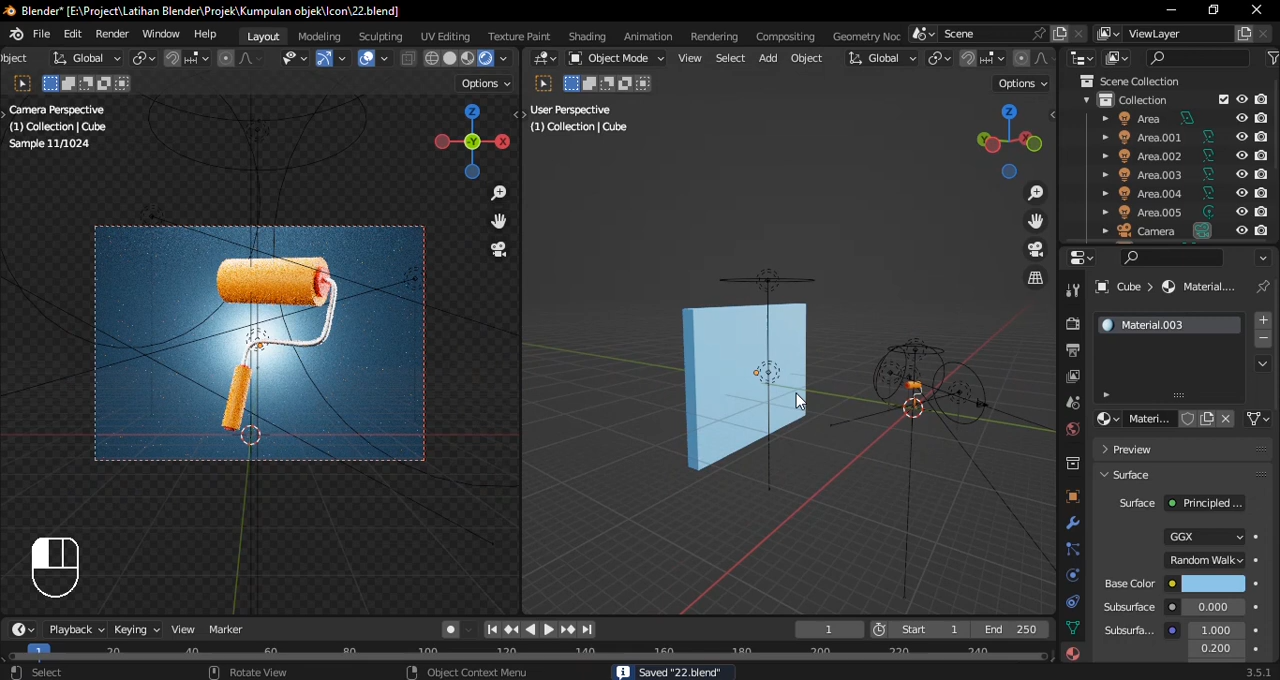 Blender* [E:\Project\Latihan Blender\Projek\Kumpulan objek\Icon\22.blend]
File Edit Render Window Help Layout Modeling Sculpting UV Editing Texture Paint Shading Animation Rendering Compositing Geometry Noc Scene ViewLayer
bject Global Object Mode View Select Add Object Global
Options Options
Camera Perspective
(1) Collection | Cube
Sample 11/1024
Z
X
-Y
User Perspective
(1) Collection | Cube
Z
Y
X
Scene Collection
Collection
Area
Area.001
Area.002
Area.003
Area.004
Area.005
Camera
Cube > Material....
Material.003
Materi...
Preview
Surface
Surface Principled ...
GGX
Random Walk
Base Color
Subsurface 0.000
Subsurfa... 1.000
0.200
Playback Keying View Marker 1 Start 1 End 250
1 20 40 60 80 100 120 140 160 180 200 220 240
Select Rotate View Object Context Menu Saved "22.blend" 3.5.1